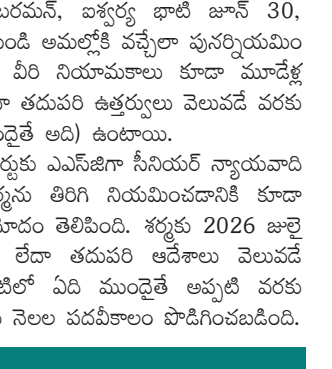 బరమన్, ఐశ్వర్య భాటి జూన్ 30,
ుండి అమల్లోకి వచ్చేలా పునర్నియమిం
వీరి నియామకాలు కూడా మూడేళ్ల
ా తదుపరి ఉత్తర్వులు వెలువడే వరకు
ందైతే అది) ఉంటాయి.
ర్టుకు ఎఎస్‌జిగా సీనియర్ న్యాయవాది
ర్మను తిరిగి నియమించడానికి కూడా
ోదం తెలిపింది. శర్మకు 2026 జులై
లేదా తదుపరి ఆదేశాలు వెలువడే
టిలో ఏది ముందైతే అప్పటి వరకు
నెలల పదవీకాలం పొడిగించబడింది.